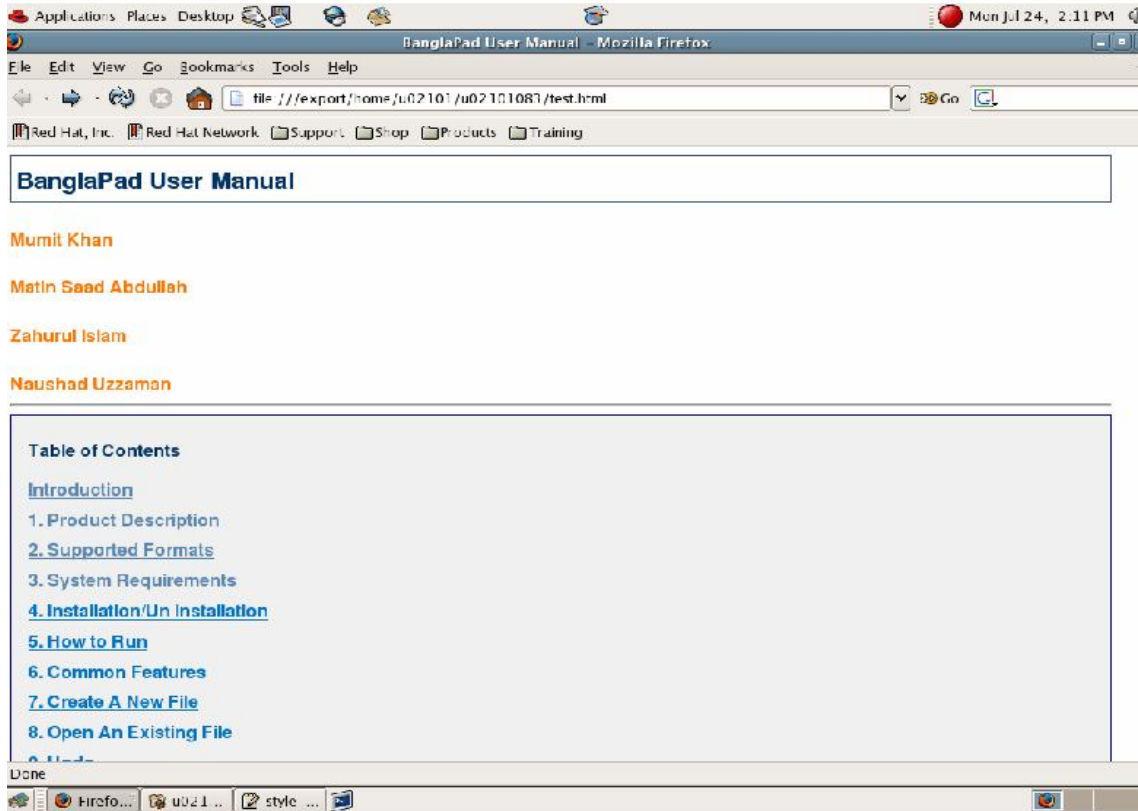 Applications Places Desktop Mon Jul 24, 2:11 PM
BanglaPad User Manual - Mozilla Firefox
File Edit View Go Bookmarks Tools Help
file:///export/home/u02101/u02101083/test.html Go
Red Hat, Inc. Red Hat Network Support Shop Products Training
BanglaPad User Manual
Mumit Khan
Matin Saad Abdullah
Zahurul Islam
Naushad Uzzaman
Table of Contents
Introduction
1. Product Description
2. Supported Formats
3. System Requirements
4. Installation/Un Installation
5. How to Run
6. Common Features
7. Create A New File
8. Open An Existing File
9. Undo
Done
Firefo... u021... style ...